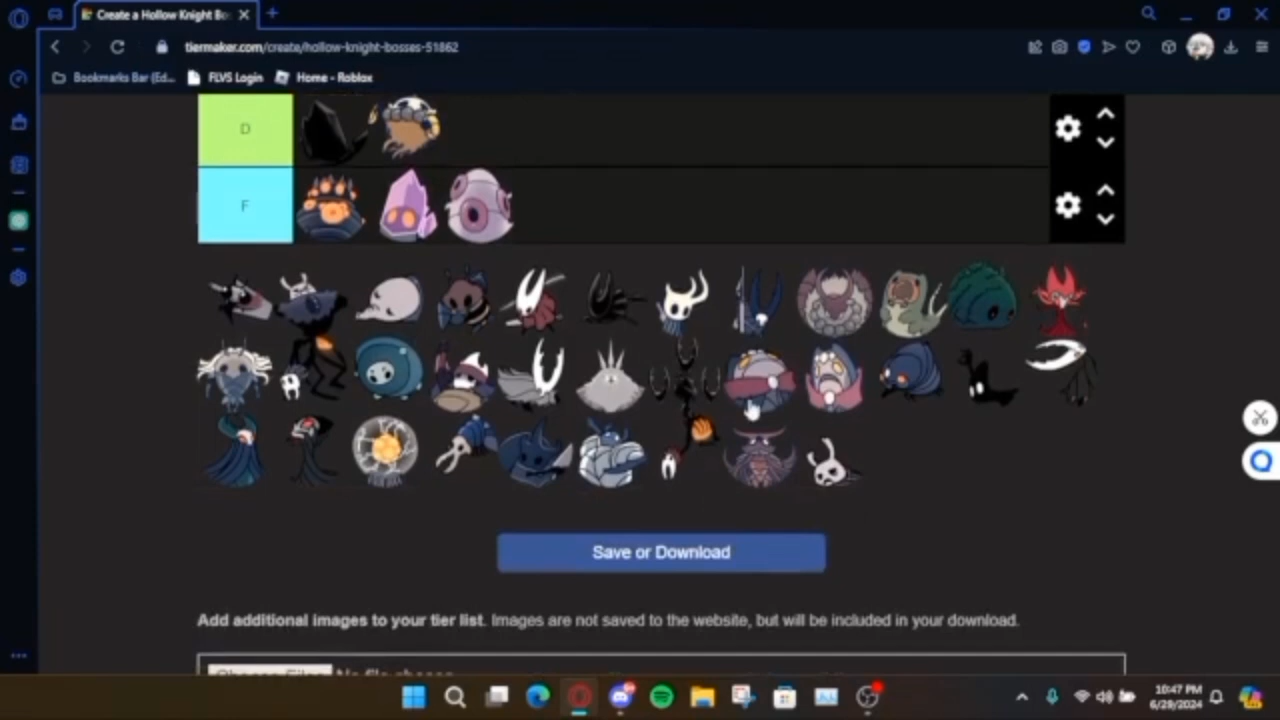 Create a Hollow Knight Bo
tiermaker.com/create/hollow-knight-bosses-51862
Bookmarks Bar (Ed... FLVS Login Home - Roblox
D
F
Save or Download
Add additional images to your tier list. Images are not saved to the website, but will be included in your download.
10:47 PM
6/29/2024